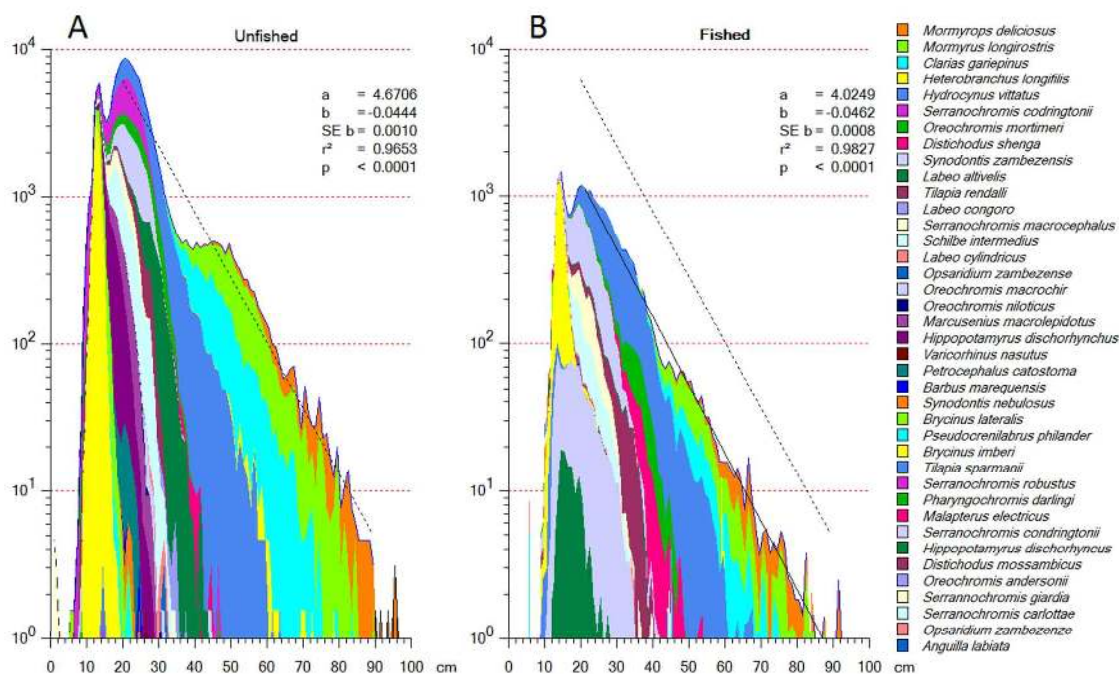 A
Unfished
10⁴
10³
10²
10¹
10⁰
a = 4.6706
b =-0.0444
SE b = 0.0010
r² = 0.9653
p < 0.0001
0 10 20 30 40 50 60 70 80 90 100 cm
B
Fished
10⁴
10³
10²
10¹
10⁰
a = 4.0249
b =-0.0462
SE b = 0.0008
r² = 0.9827
p < 0.0001
0 10 20 30 40 50 60 70 80 90 100 cm
Mormyrops deliciosus
Mormyrus longirostris
Clarias gariepinus
Heterobranchus longifilis
Hydrocynus vittatus
Serranochromis codringtonii
Oreochromis mortimeri
Distichodus shenga
Synodontis zambezensis
Labeo altivelis
Tilapia rendalli
Labeo congoro
Serranochromis macrocephalus
Schilbe intermedius
Labeo cylindricus
Opsaridium zambezense
Oreochromis macrochir
Oreochromis niloticus
Marcusenius macrolepidotus
Hippopotamyrus dischorhynchus
Varicorhinus nasutus
Petrocephalus catostoma
Barbus marequensis
Synodontis nebulosus
Brycinus lateralis
Pseudocrenilabrus philander
Brycinus imberi
Tilapia sparmanii
Serranochromis robustus
Pharyngochromis darlingi
Malapterus electricus
Serranochromis condringtonii
Hippopotamyrus dischorhyncus
Distichodus mossambicus
Oreochromis andersonii
Serrannochromis giardia
Serranochromis carlottae
Opsaridium zambezenze
Anguilla labiata